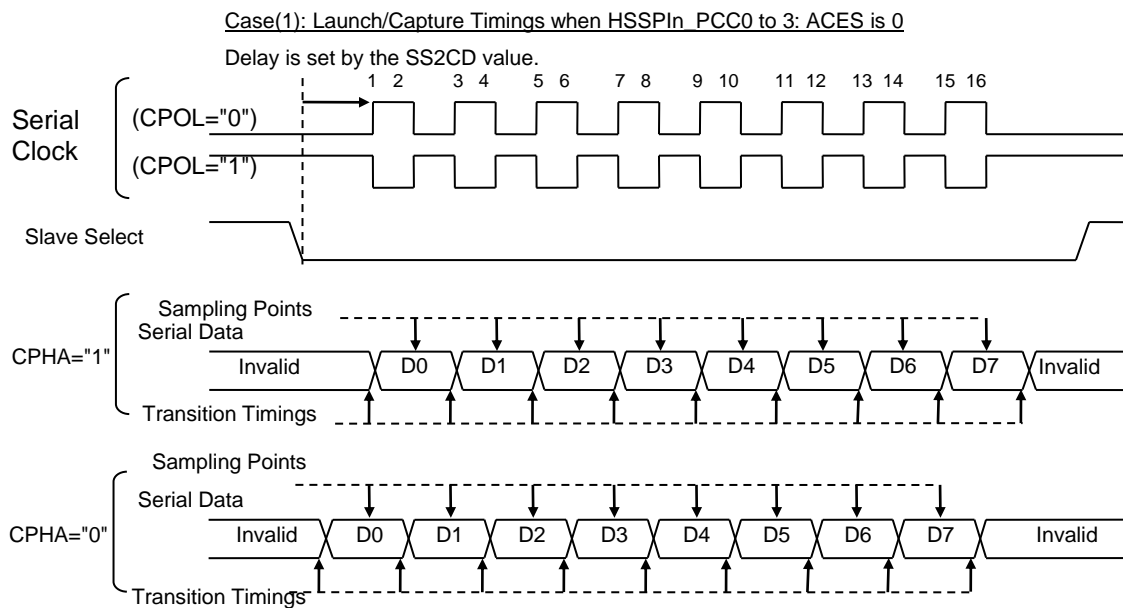 Case(1): Launch/Capture Timings when HSSPIn_PCC0 to 3: ACES is 0
Delay is set by the SS2CD value.
1 2 3 4 5 6 7 8 9 10 11 12 13 14 15 16
Serial Clock
(CPOL="0")
(CPOL="1")
Slave Select
Sampling Points
Serial Data
CPHA="1"
Invalid D0 D1 D2 D3 D4 D5 D6 D7 Invalid
Transition Timings
Sampling Points
Serial Data
CPHA="0"
Invalid D0 D1 D2 D3 D4 D5 D6 D7 Invalid
Transition Timings